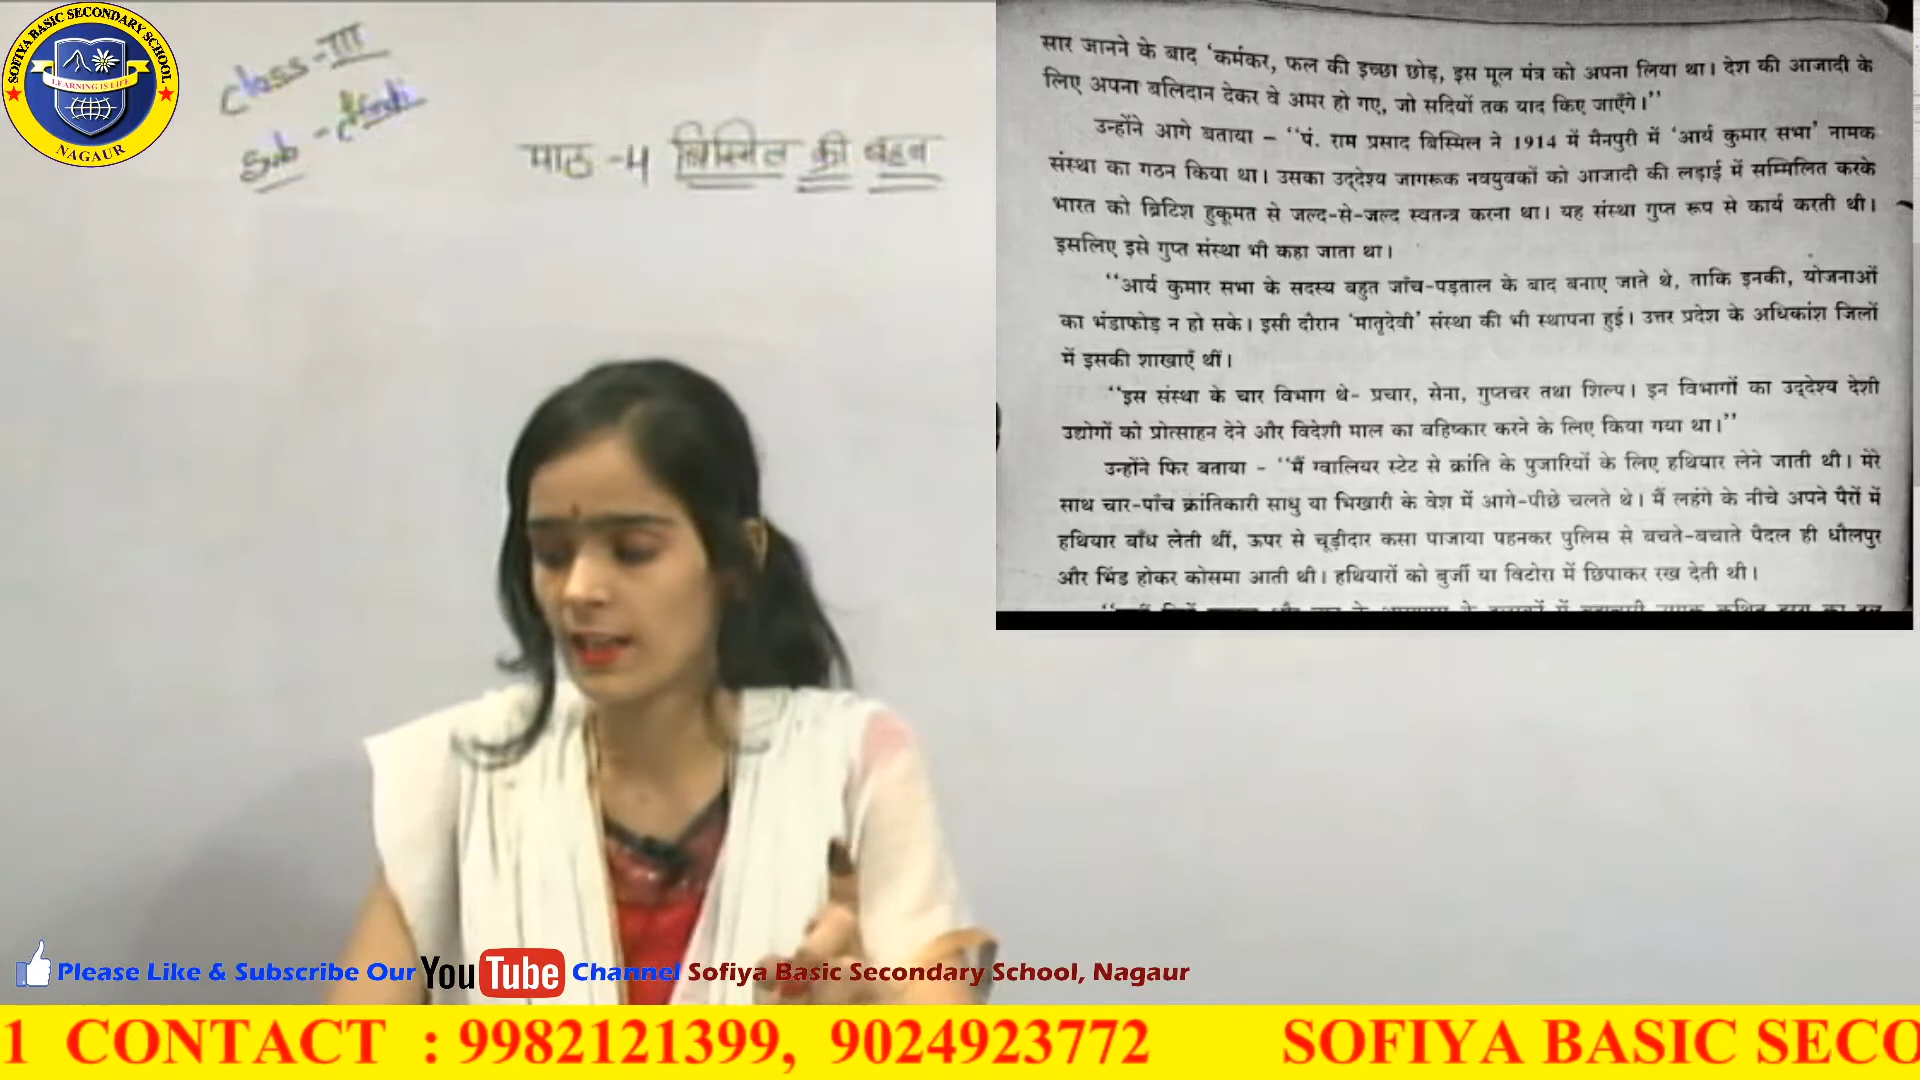 SOFIYA BASIC SECONDARY SCHOOL
LEARNING IS LIFE
NAGAUR
Class-III
Sub - Hindi
पाठ -4 बिस्मिल की बहन
सार जानने के बाद ‘कर्मकर, फल की इच्छा छोड़, इस मूल मंत्र को अपना लिया था। देश की आजादी के
लिए अपना बलिदान देकर वे अमर हो गए, जो सदियों तक याद किए जाएँगे।’’
उन्होंने आगे बताया – ‘‘पं. राम प्रसाद बिस्मिल ने 1914 में मैनपुरी में ‘आर्य कुमार सभा’ नामक
संस्था का गठन किया था। उसका उद्देश्य जागरूक नवयुवकों को आजादी की लड़ाई में सम्मिलित करके
भारत को ब्रिटिश हुकूमत से जल्द-से-जल्द स्वतन्त्र करना था। यह संस्था गुप्त रूप से कार्य करती थी।
इसलिए इसे गुप्त संस्था भी कहा जाता था।
‘‘आर्य कुमार सभा के सदस्य बहुत जाँच-पड़ताल के बाद बनाए जाते थे, ताकि इनकी, योजनाओं
का भंडाफोड़ न हो सके। इसी दौरान ‘मातृदेवी’ संस्था की भी स्थापना हुई। उत्तर प्रदेश के अधिकांश जिलों
में इसकी शाखाएँ थीं।
‘‘इस संस्था के चार विभाग थे- प्रचार, सेना, गुप्तचर तथा शिल्प। इन विभागों का उद्देश्य देशी
उद्योगों को प्रोत्साहन देने और विदेशी माल का बहिष्कार करने के लिए किया गया था।’’
उन्होंने फिर बताया – ‘‘मैं ग्वालियर स्टेट से क्रांति के पुजारियों के लिए हथियार लेने जाती थी। मेरे
साथ चार-पाँच क्रांतिकारी साधु या भिखारी के वेश में आगे-पीछे चलते थे। मैं लहंगे के नीचे अपने पैरों में
हथियार बाँध लेती थीं, ऊपर से चूड़ीदार कसा पाजाया पहनकर पुलिस से बचते-बचाते पैदल ही धौलपुर
और भिंड होकर कोसमा आती थी। हथियारों को बुर्जी या विटोरा में छिपाकर रख देती थी।
Please Like & Subscribe Our YouTube Channel Sofiya Basic Secondary School, Nagaur
1 CONTACT : 9982121399, 9024923772 SOFIYA BASIC SECO